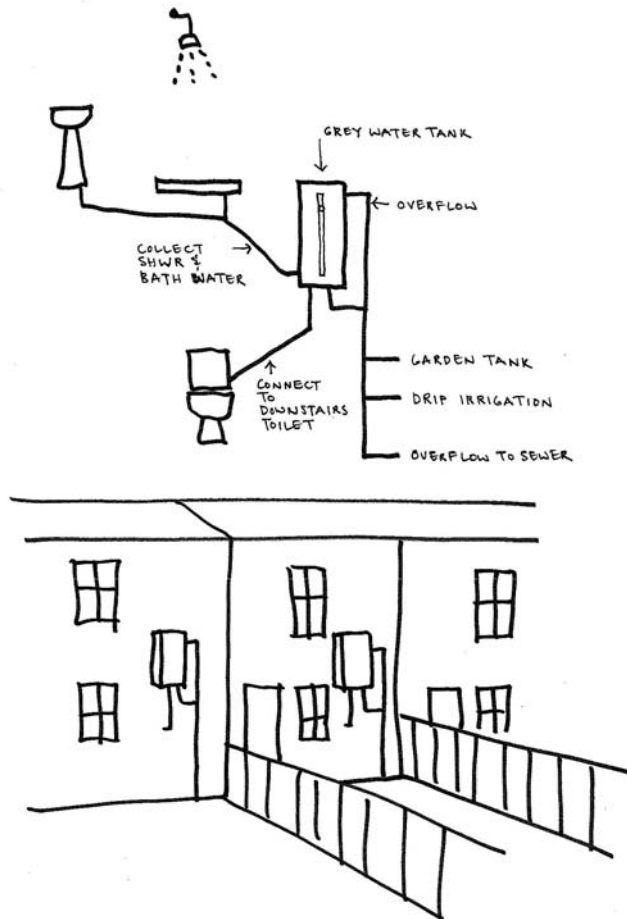 GREY WATER TANK
OVERFLOW
COLLECT
SHWR &
BATH WATER
GARDEN TANK
CONNECT
TO
DOWNSTAIRS
TOILET
DRIP IRRIGATION
OVERFLOW TO SEWER